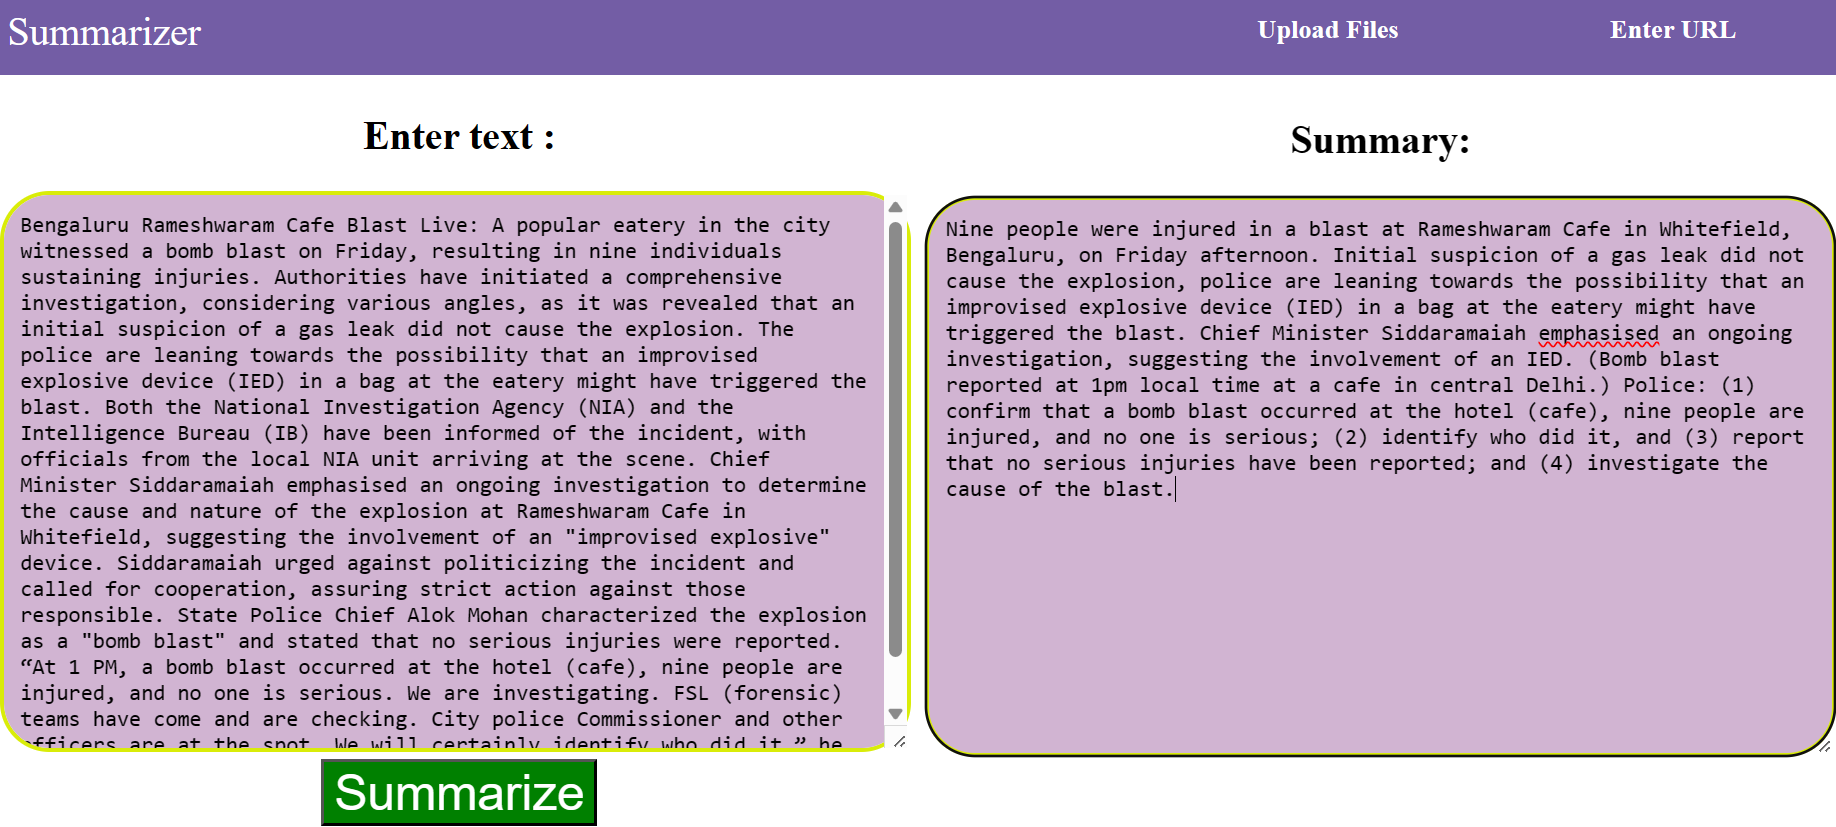 Summarizer
Upload Files
Enter URL
Enter text :
Bengaluru Rameshwaram Cafe Blast Live: A popular eatery in the city
witnessed a bomb blast on Friday, resulting in nine individuals
sustaining injuries. Authorities have initiated a comprehensive
investigation, considering various angles, as it was revealed that an
initial suspicion of a gas leak did not cause the explosion. The
police are leaning towards the possibility that an improvised
explosive device (IED) in a bag at the eatery might have triggered the
blast. Both the National Investigation Agency (NIA) and the
Intelligence Bureau (IB) have been informed of the incident, with
officials from the local NIA unit arriving at the scene. Chief
Minister Siddaramaiah emphasised an ongoing investigation to determine
the cause and nature of the explosion at Rameshwaram Cafe in
Whitefield, suggesting the involvement of an "improvised explosive"
device. Siddaramaiah urged against politicizing the incident and
called for cooperation, assuring strict action against those
responsible. State Police Chief Alok Mohan characterized the explosion
as a "bomb blast" and stated that no serious injuries were reported.
“At 1 PM, a bomb blast occurred at the hotel (cafe), nine people are
injured, and no one is serious. We are investigating. FSL (forensic)
teams have come and are checking. City police Commissioner and other
officers are at the spot. We will certainly identify who did it,” he
Summarize
Summary:
Nine people were injured in a blast at Rameshwaram Cafe in Whitefield,
Bengaluru, on Friday afternoon. Initial suspicion of a gas leak did not
cause the explosion, police are leaning towards the possibility that an
improvised explosive device (IED) in a bag at the eatery might have
triggered the blast. Chief Minister Siddaramaiah emphasised an ongoing
investigation, suggesting the involvement of an IED. (Bomb blast
reported at 1pm local time at a cafe in central Delhi.) Police: (1)
confirm that a bomb blast occurred at the hotel (cafe), nine people are
injured, and no one is serious; (2) identify who did it, and (3) report
that no serious injuries have been reported; and (4) investigate the
cause of the blast.